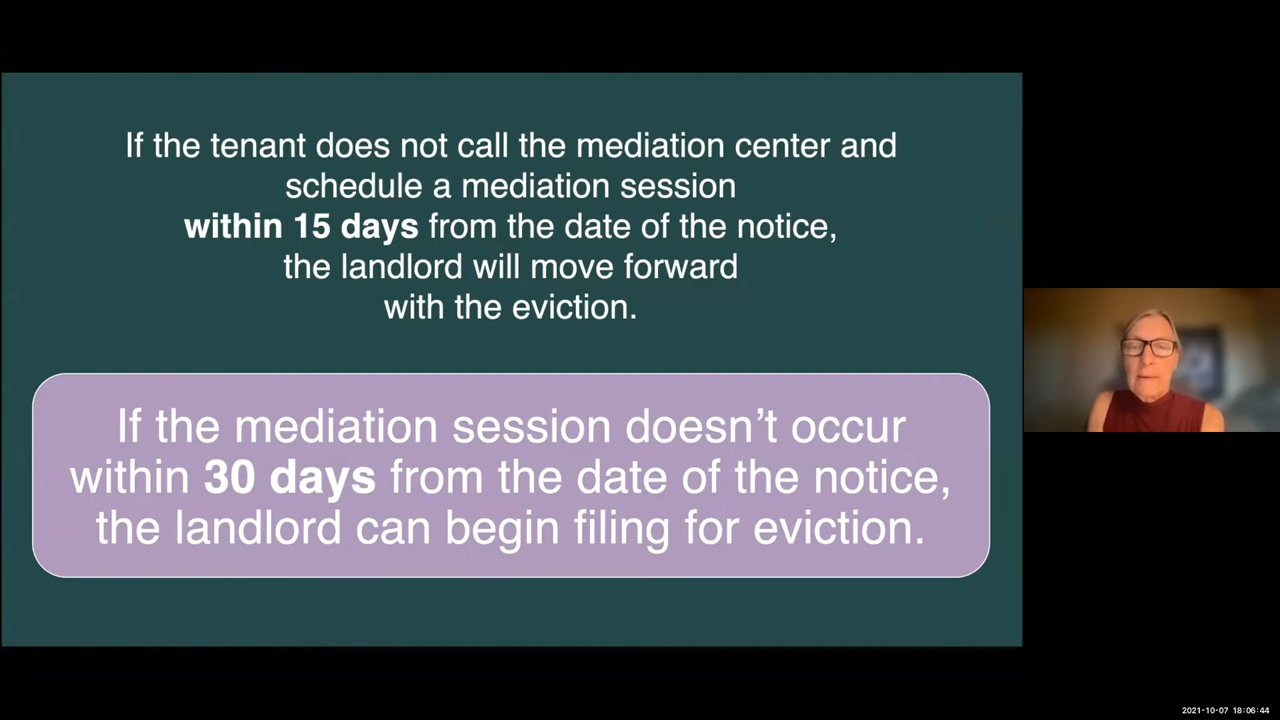 If the tenant does not call the mediation center and
schedule a mediation session
within 15 days from the date of the notice,
the landlord will move forward
with the eviction.
If the mediation session doesn’t occur
within 30 days from the date of the notice,
the landlord can begin filing for eviction.
2021-10-07 18:06:44